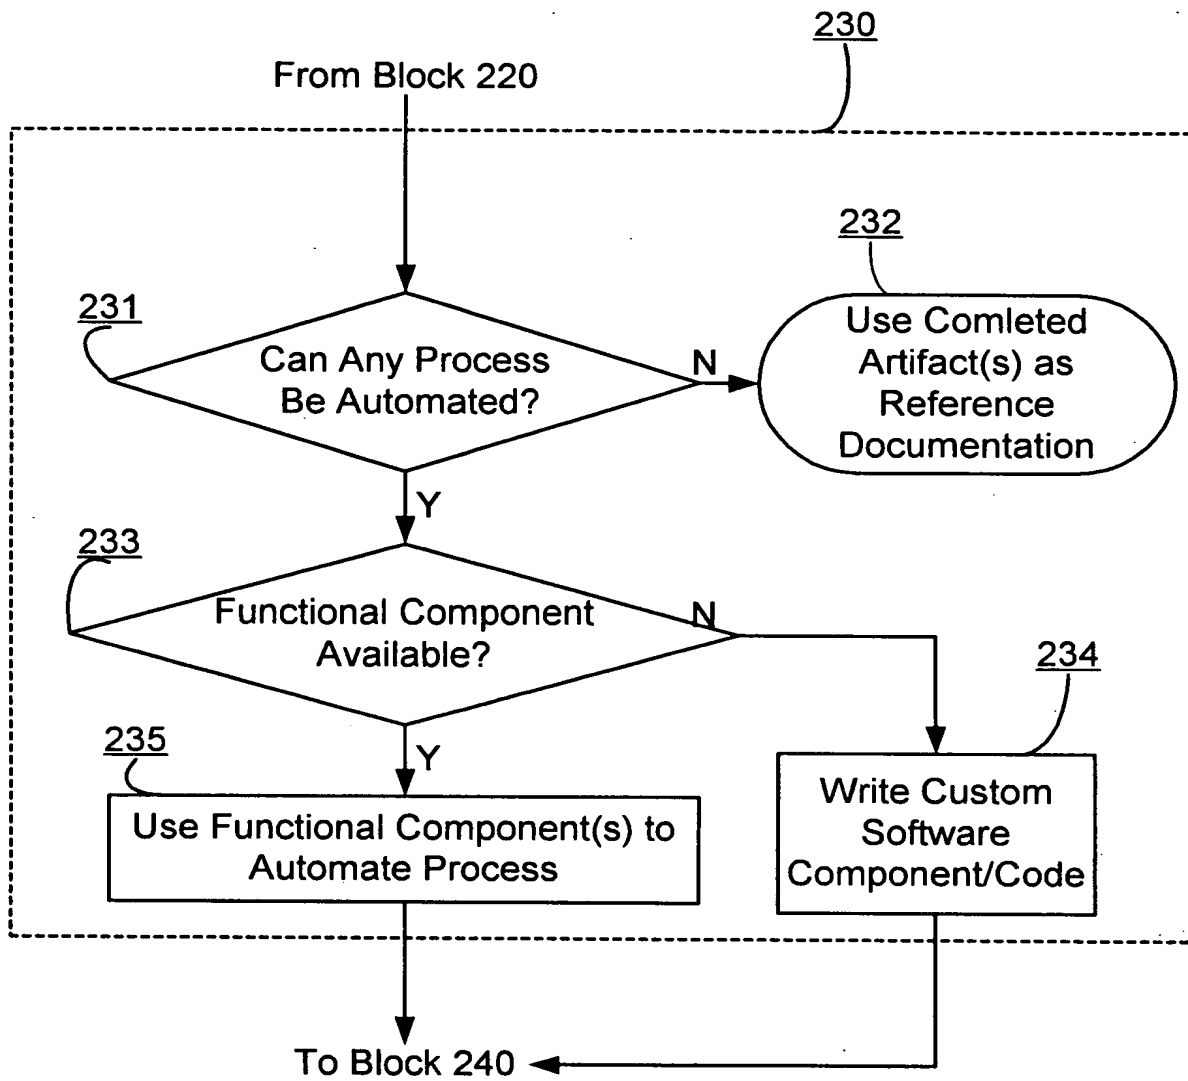 230
From Block 220
232
231
Can Any Process
Be Automated?
N
Use Comleted
Artifact(s) as
Reference
Documentation
Y
233
Functional Component
Available?
N
234
235
Y
Use Functional Component(s) to
Automate Process
Write Custom
Software
Component/Code
To Block 240